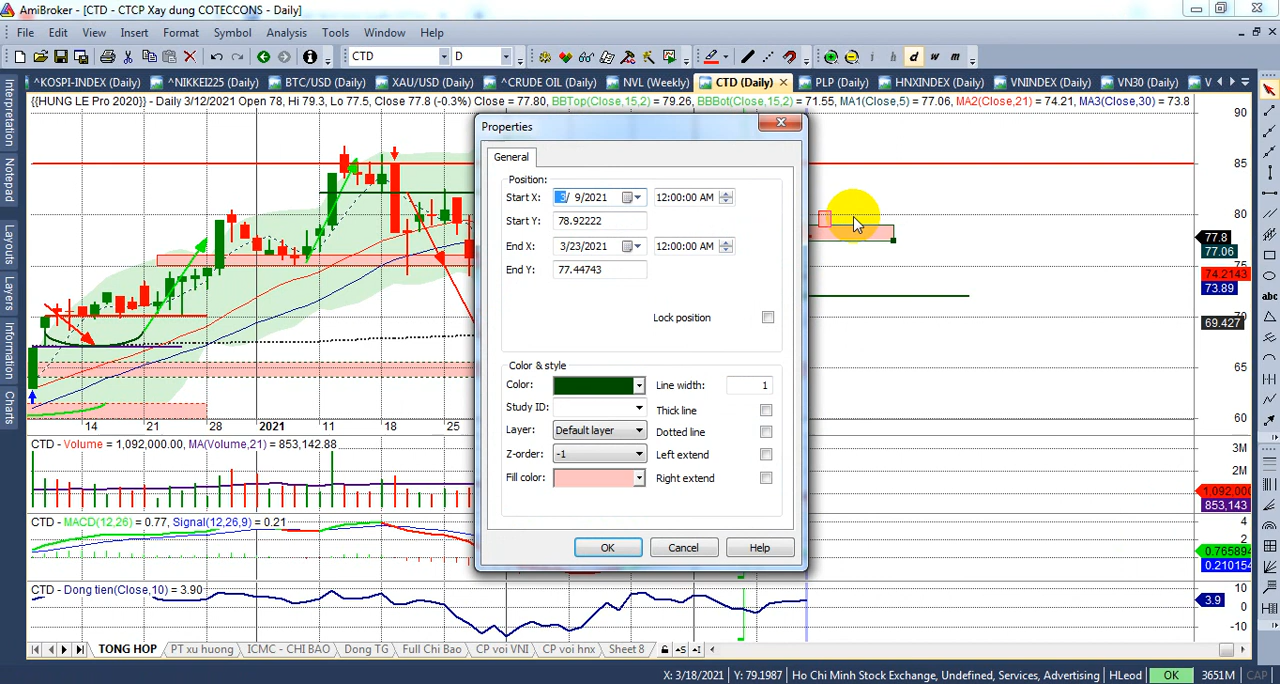 AmiBroker - [CTD - CTCP Xay dung COTECCONS - Daily]
File Edit View Insert Format Symbol Analysis Tools Window Help
CTD D i h d w m
^KOSPI-INDEX (Daily) ^NIKKEI225 (Daily) BTC/USD (Daily) XAU/USD (Daily) ^CRUDE OIL (Daily) NVL (Weekly) CTD (Daily) PLP (Daily) HNXINDEX (Daily) VNINDEX (Daily) VN30 (Daily) V
{{HUNG LE Pro 2020}} - Daily 3/12/2021 Open 78, Hi 79.3, Lo 77.5, Close 77.8 (-0.3%) Close = 77.80, BBTop(Close,15,2) = 79.26, BBBot(Close,15,2) = 71.55, MA1(Close,5) = 77.06, MA2(Close,21) = 74.21, MA3(Close,30) = 73.8
Interpretation
Notepad
Layouts
Layers
Information
Charts
Properties
General
Position:
Start X: 3/ 9/2021 12:00:00 AM
Start Y: 78.92222
End X: 3/23/2021 12:00:00 AM
End Y: 77.44743
Lock position
Color & style
Color: Line width: 1
Study ID: Thick line
Layer: Default layer Dotted line
Z-order: -1 Left extend
Fill color: Right extend
OK Cancel Help
90
85
80
77.8
77.06
75
74.2143
73.89
70
69.427
65
60
abc
14 21 28 2021 11 18 25
CTD - Volume = 1,092,000.00, MA(Volume,21) = 853,142.88
3M
2M
1,092,000
853,143
CTD - MACD(12,26) = 0.77, Signal(12,26,9) = 0.21
4
2
0.765894
0.210154
CTD - Dong tien(Close,10) = 3.90
10
3.9
0
-10
TONG HOP PT xu huong ICMC - CHI BAO Dong TG Full Chi Bao CP voi VNI CP voi hnx Sheet 8
X: 3/18/2021 Y: 79.1987 Ho Chi Minh Stock Exchange, Undefined, Services, Advertising HLeod OK 3651M CAP